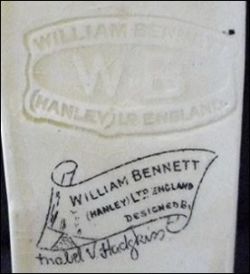 WILLIAM BENNETT
WB
(HANLEY) LTD ENGLAND
WILLIAM BENNETT
(HANLEY) LTD ENGLAND
DESIGNED BY
Mabel V Hodgkiss